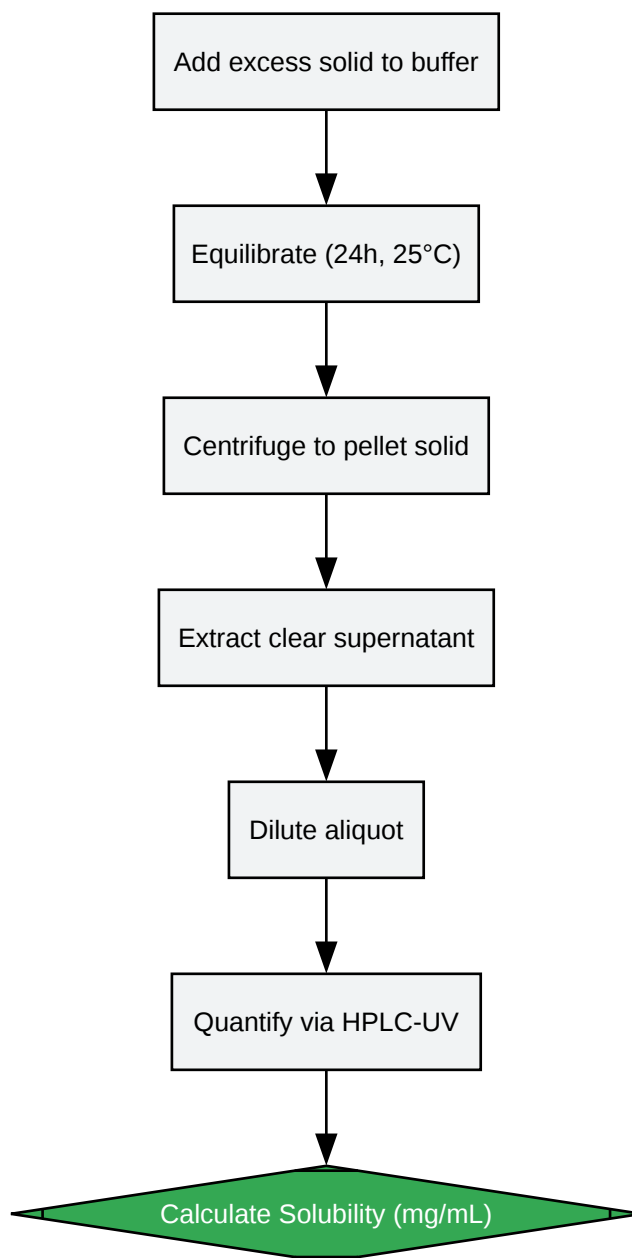 Add excess solid to buffer
Equilibrate (24h, 25°C)
Centrifuge to pellet solid
Extract clear supernatant
Dilute aliquot
Quantify via HPLC-UV
Calculate Solubility (mg/mL)